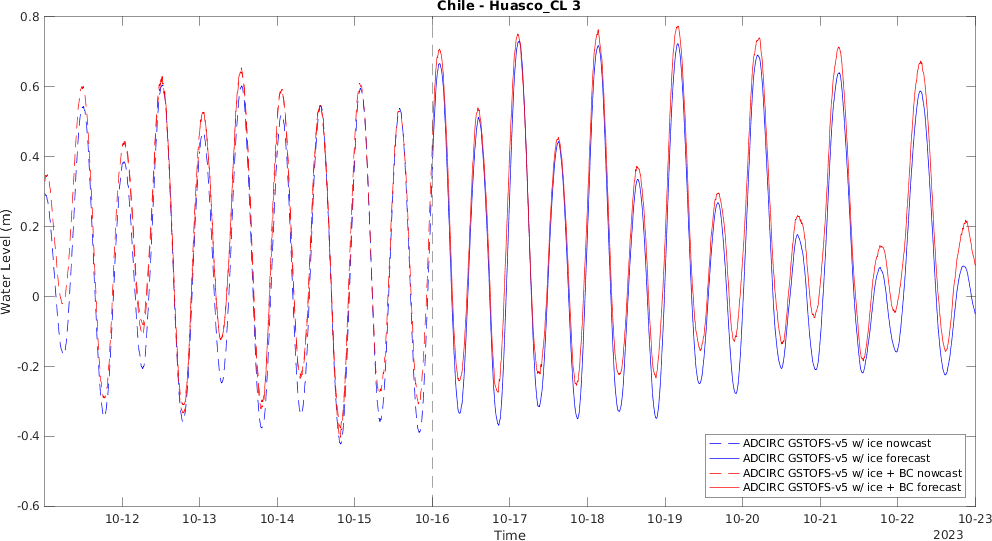 Chile - Huasco_CL 3
Water Level (m)
0.8
0.6
0.4
0.2
0
-0.2
-0.4
-0.6
ADCIRC GSTOFS-v5 w/ ice nowcast
ADCIRC GSTOFS-v5 w/ ice forecast
ADCIRC GSTOFS-v5 w/ ice + BC nowcast
ADCIRC GSTOFS-v5 w/ ice + BC forecast
10-12 10-13 10-14 10-15 10-16 10-17 10-18 10-19 10-20 10-21 10-22 10-23
Time
2023